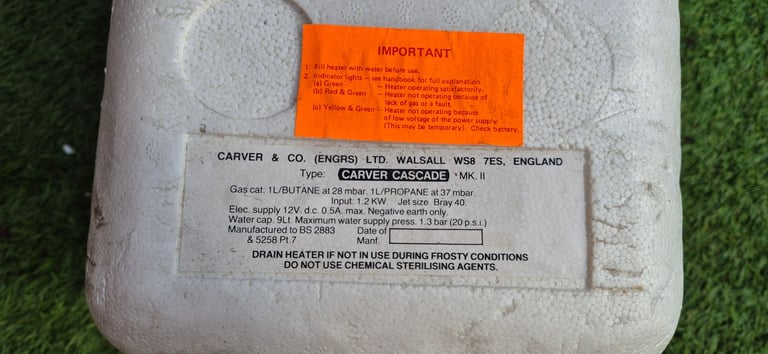 IMPORTANT
1. Fill heater with water before use.
2. Indicator lights — see handbook for full explanation
(a) Green — Heater operating satisfactorily.
(b) Red & Green — Heater not operating because of
lack of gas or a fault.
(c) Yellow & Green — Heater not operating because
of low voltage of the power supply
(This may be temporary). Check battery.
CARVER & CO. (ENGRS) LTD. WALSALL WS8 7ES, ENGLAND
Type: CARVER CASCADE MK. II
Gas cat: 1L/BUTANE at 28 mbar. 1L/PROPANE at 37 mbar.
Input: 1.2 KW Jet size Bray 40.
Elec. supply 12V. d.c. 0.5A. max. Negative earth only.
Water cap. 9Lt. Maximum water supply press. 1.3 bar (20 p.s.i.)
Manufactured to BS 2883 Date of
& 5258 Pt.7 Manf.
DRAIN HEATER IF NOT IN USE DURING FROSTY CONDITIONS
DO NOT USE CHEMICAL STERILISING AGENTS.